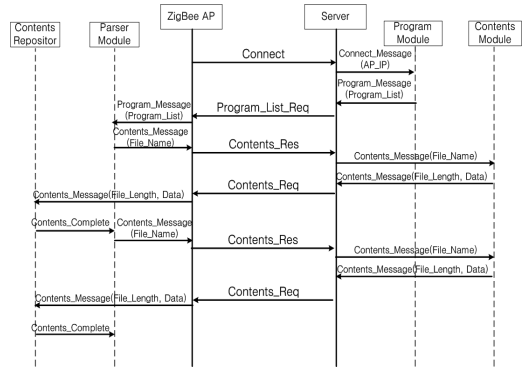 Contents
Repositor
Parser
Module
ZigBee AP
Server
Program
Module
Contents
Module
Connect
Connect_Message
(AP_IP)
Program_Message
(Program_List)
Program_List_Req
Program_Message
(Program_List)
Contents_Message
(File_Name)
Contents_Res
Contents_Message(File_Name)
Contents_Message(File_Length, Data)
Contents_Req
Contents_Message(File_Length, Data)
Contents_Complete
Contents_Message
(File_Name)
Contents_Res
Contents_Message(File_Name)
Contents_Message(File_Length, Data)
Contents_Req
Contents_Message(File_Length, Data)
Contents_Complete